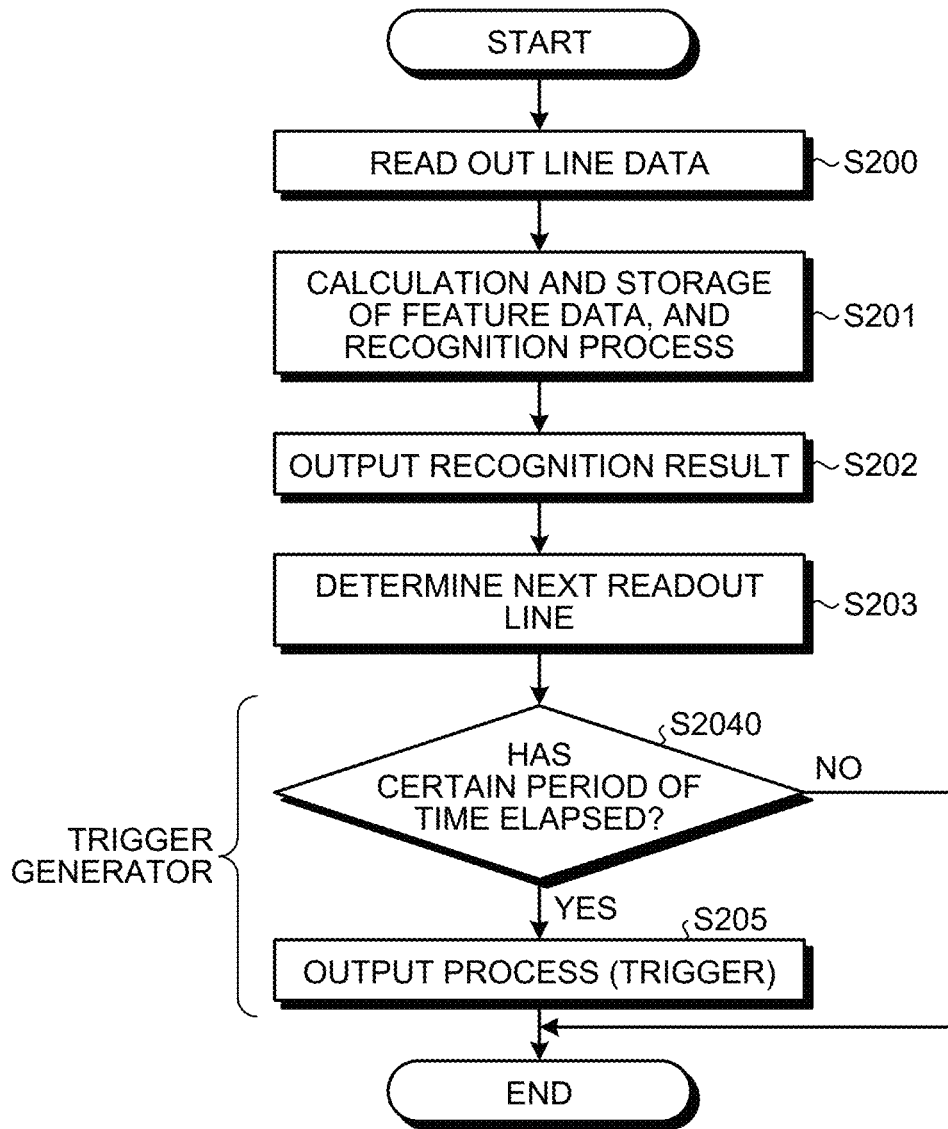 START
READ OUT LINE DATA
S200
CALCULATION AND STORAGE
OF FEATURE DATA, AND
RECOGNITION PROCESS
S201
OUTPUT RECOGNITION RESULT
S202
DETERMINE NEXT READOUT
LINE
S203
S2040
HAS
CERTAIN PERIOD OF
TIME ELAPSED?
NO
TRIGGER
GENERATOR
YES
S205
OUTPUT PROCESS (TRIGGER)
END